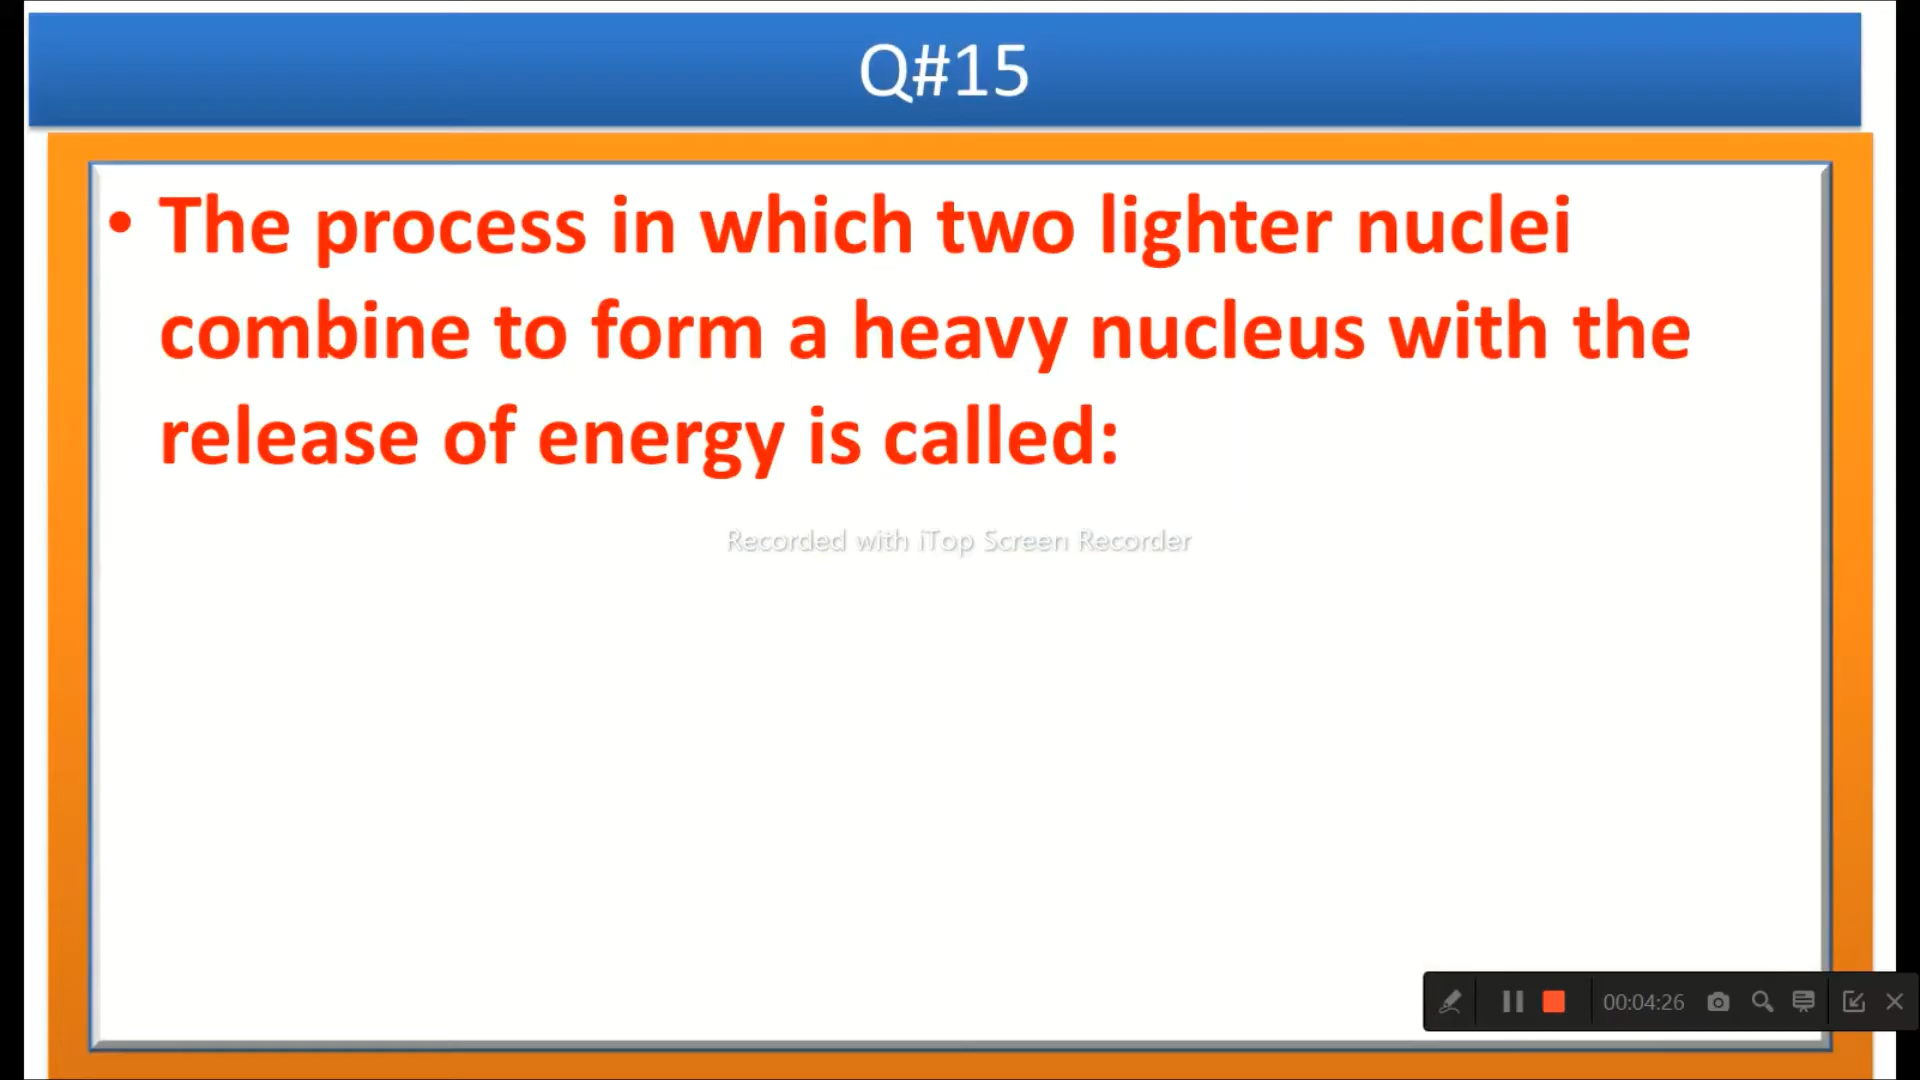 Q#15
• The process in which two lighter nuclei
combine to form a heavy nucleus with the
release of energy is called:
Recorded with iTop Screen Recorder
00:04:26